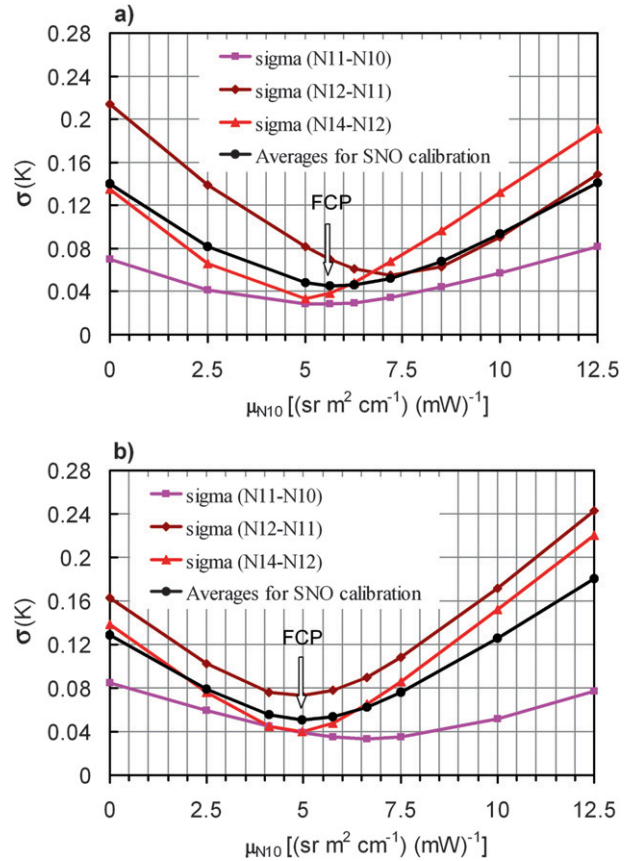 a)
0.28
0.24
0.2
0.16
0.12
0.08
0.04
0
σ(K)
sigma (N11-N10)
sigma (N12-N11)
sigma (N14-N12)
Averages for SNO calibration
FCP
0 2.5 5 7.5 10 12.5
μN10 [(sr m² cm⁻¹) (mW)⁻¹]
b)
0.28
0.24
0.2
0.16
0.12
0.08
0.04
0
σ(K)
sigma (N11-N10)
sigma (N12-N11)
sigma (N14-N12)
Averages for SNO calibration
FCP
0 2.5 5 7.5 10 12.5
μN10 [(sr m² cm⁻¹) (mW)⁻¹]